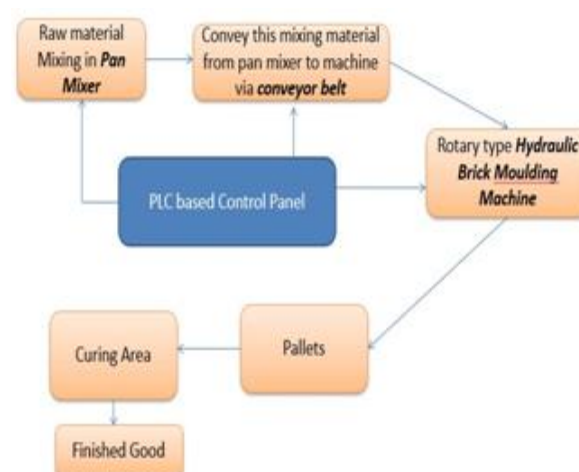 Raw material
Mixing in Pan
Mixer
Convey this mixing material
from pan mixer to machine
via conveyor belt
Rotary type Hydraulic
Brick Moulding
Machine
PLC based Control Panel
Pallets
Curing Area
Finished Good